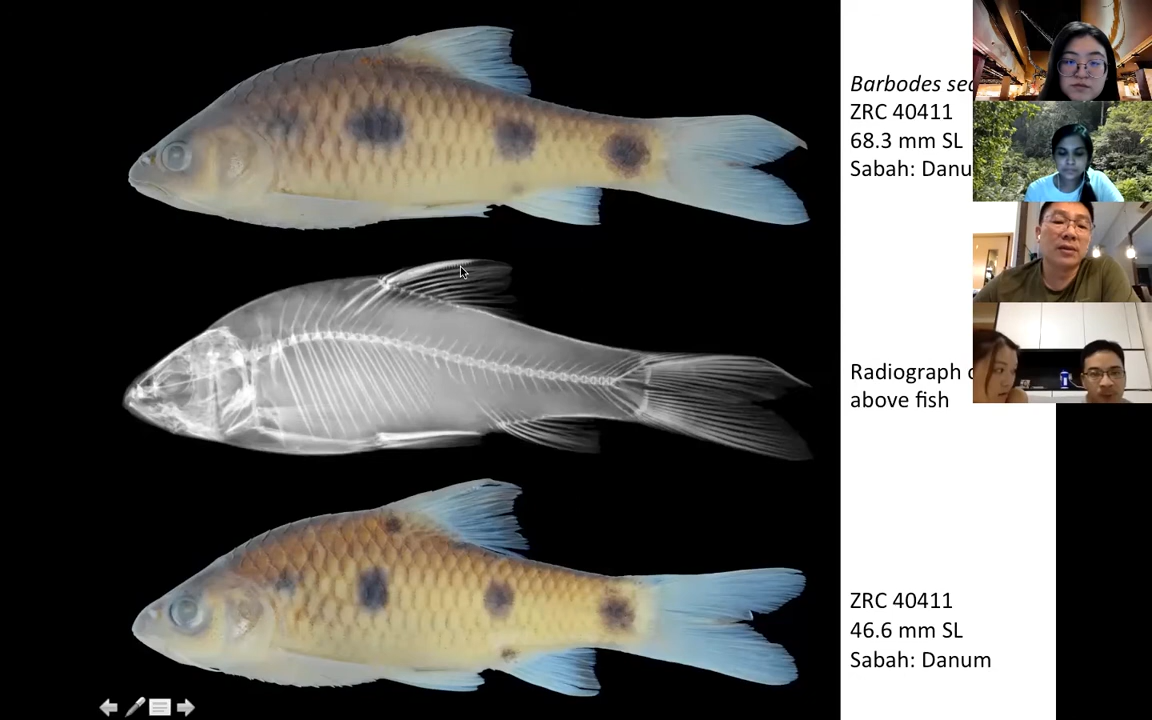 Barbodes
ZRC 40411
68.3 mm SL
Sabah: Danu
Radiograph
above fish
ZRC 40411
46.6 mm SL
Sabah: Danum